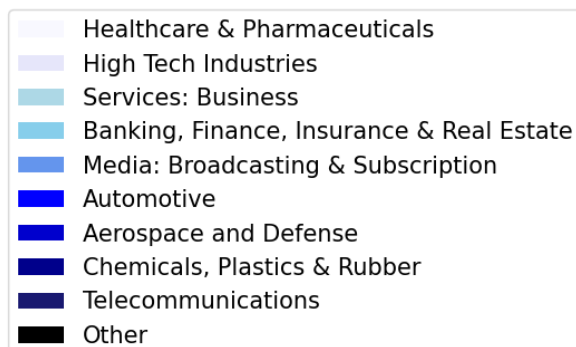 Healthcare & Pharmaceuticals
High Tech Industries
Services: Business
Banking, Finance, Insurance & Real Estate
Media: Broadcasting & Subscription
Automotive
Aerospace and Defense
Chemicals, Plastics & Rubber
Telecommunications
Other